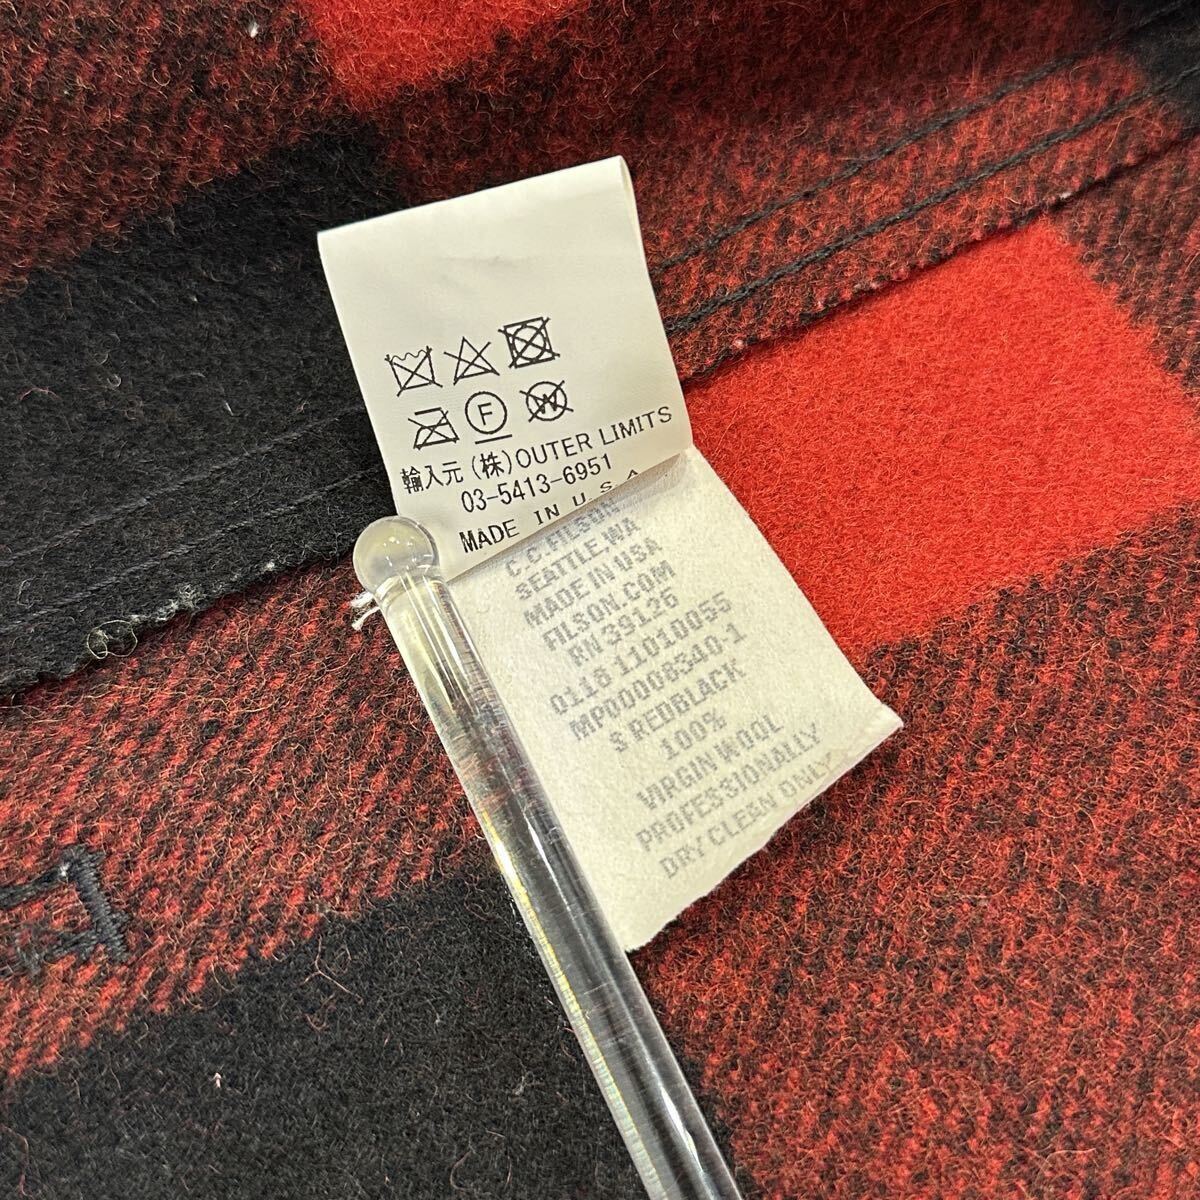 F
W
輸入元 (株)OUTER LIMITS
03-5413-6951
MADE IN U.S.A.
C.C.FILSON
SEATTLE,WA
MADE IN USA
FILSON.COM
RN 39126
0116 11010055
MP00008340-1
S REDBLACK
100%
VIRGIN WOOL
PROFESSIONALLY
DRY CLEAN ONLY